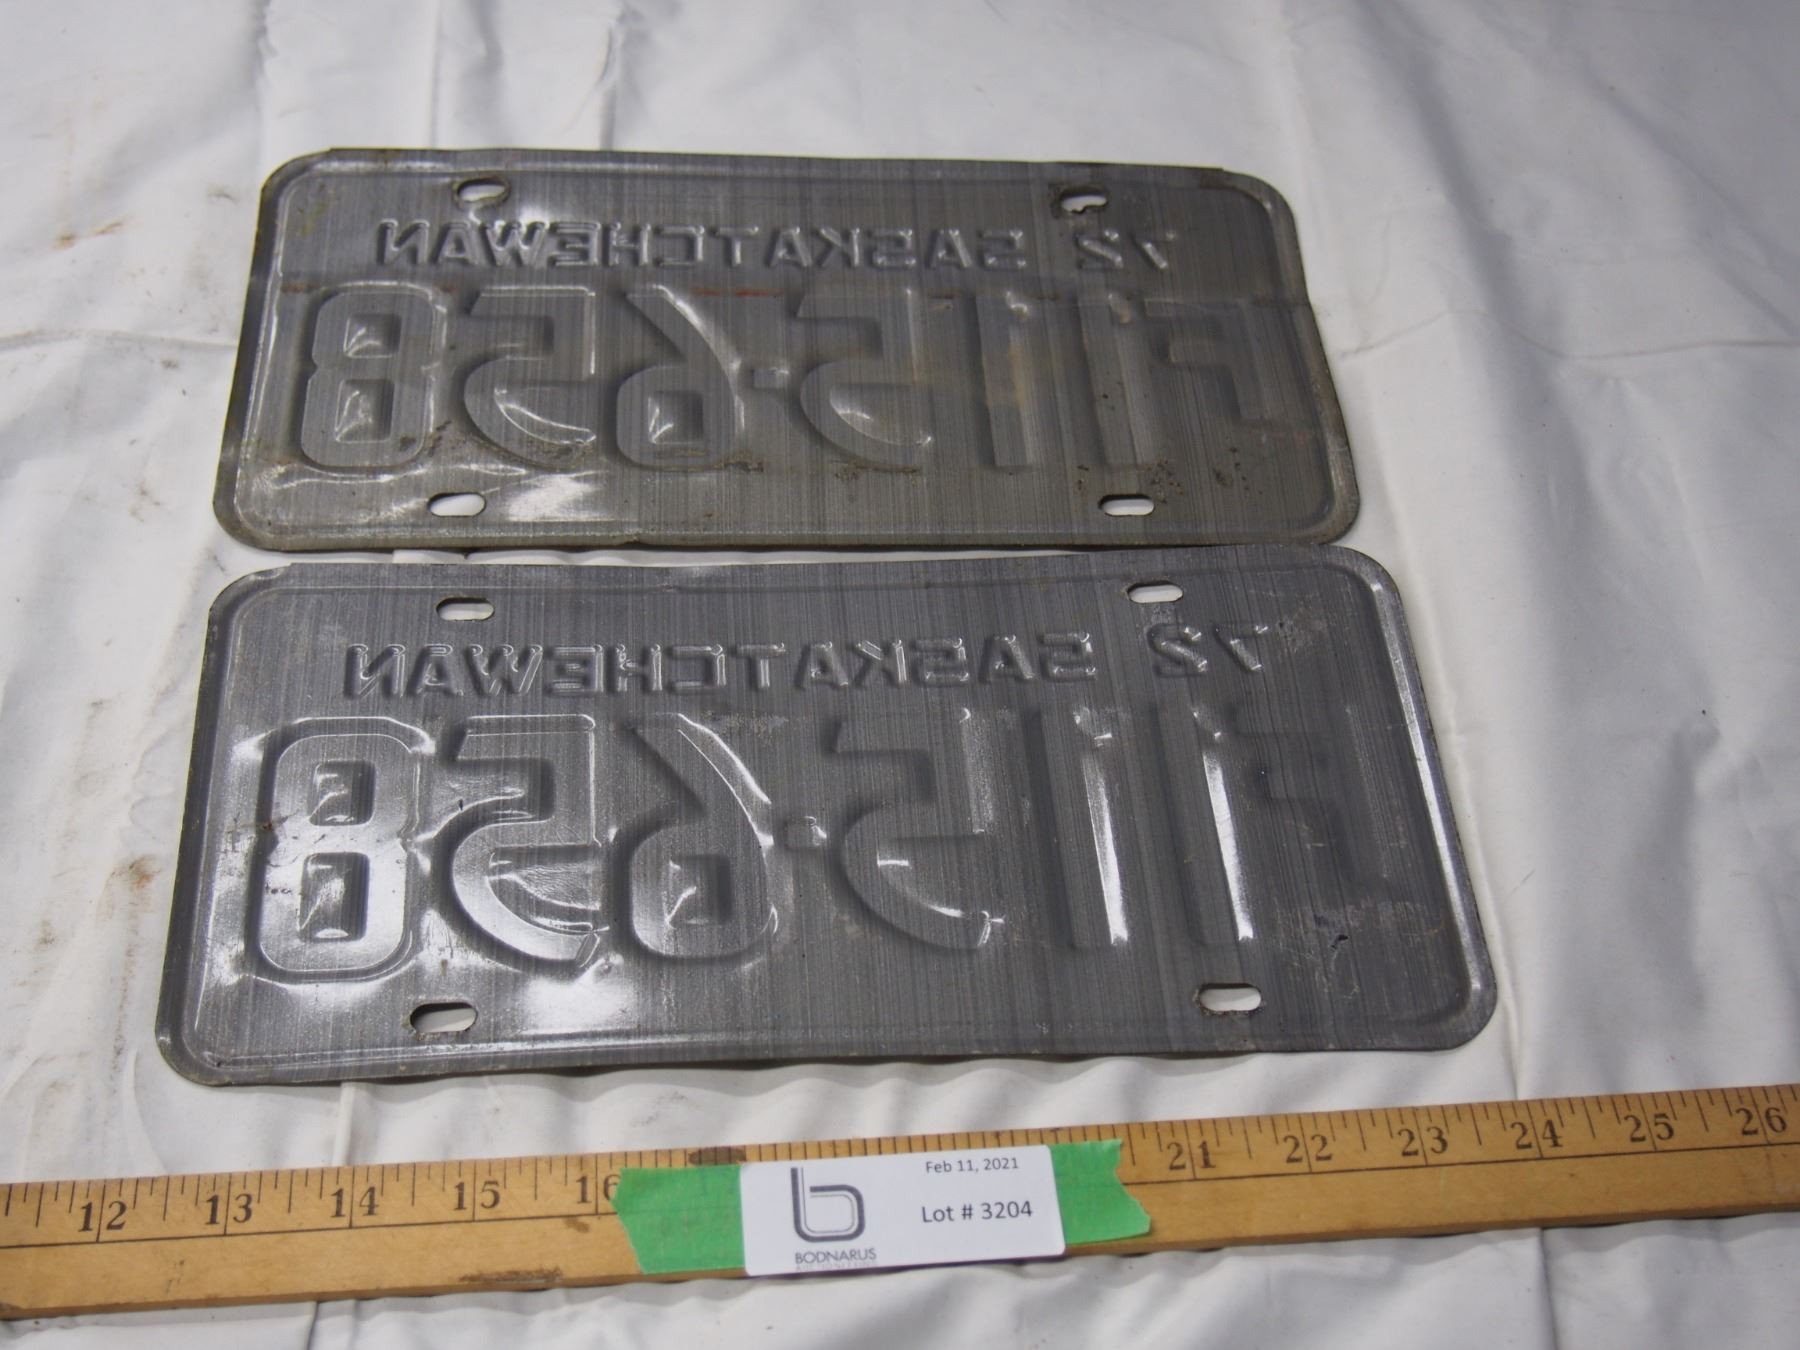 72 SASKATCHEWAN
F115-658
72 SASKATCHEWAN
F115-658
12 13 14 15 16 21 22 23 24 25 26
Feb 11, 2021
Lot # 3204
BODNARUS